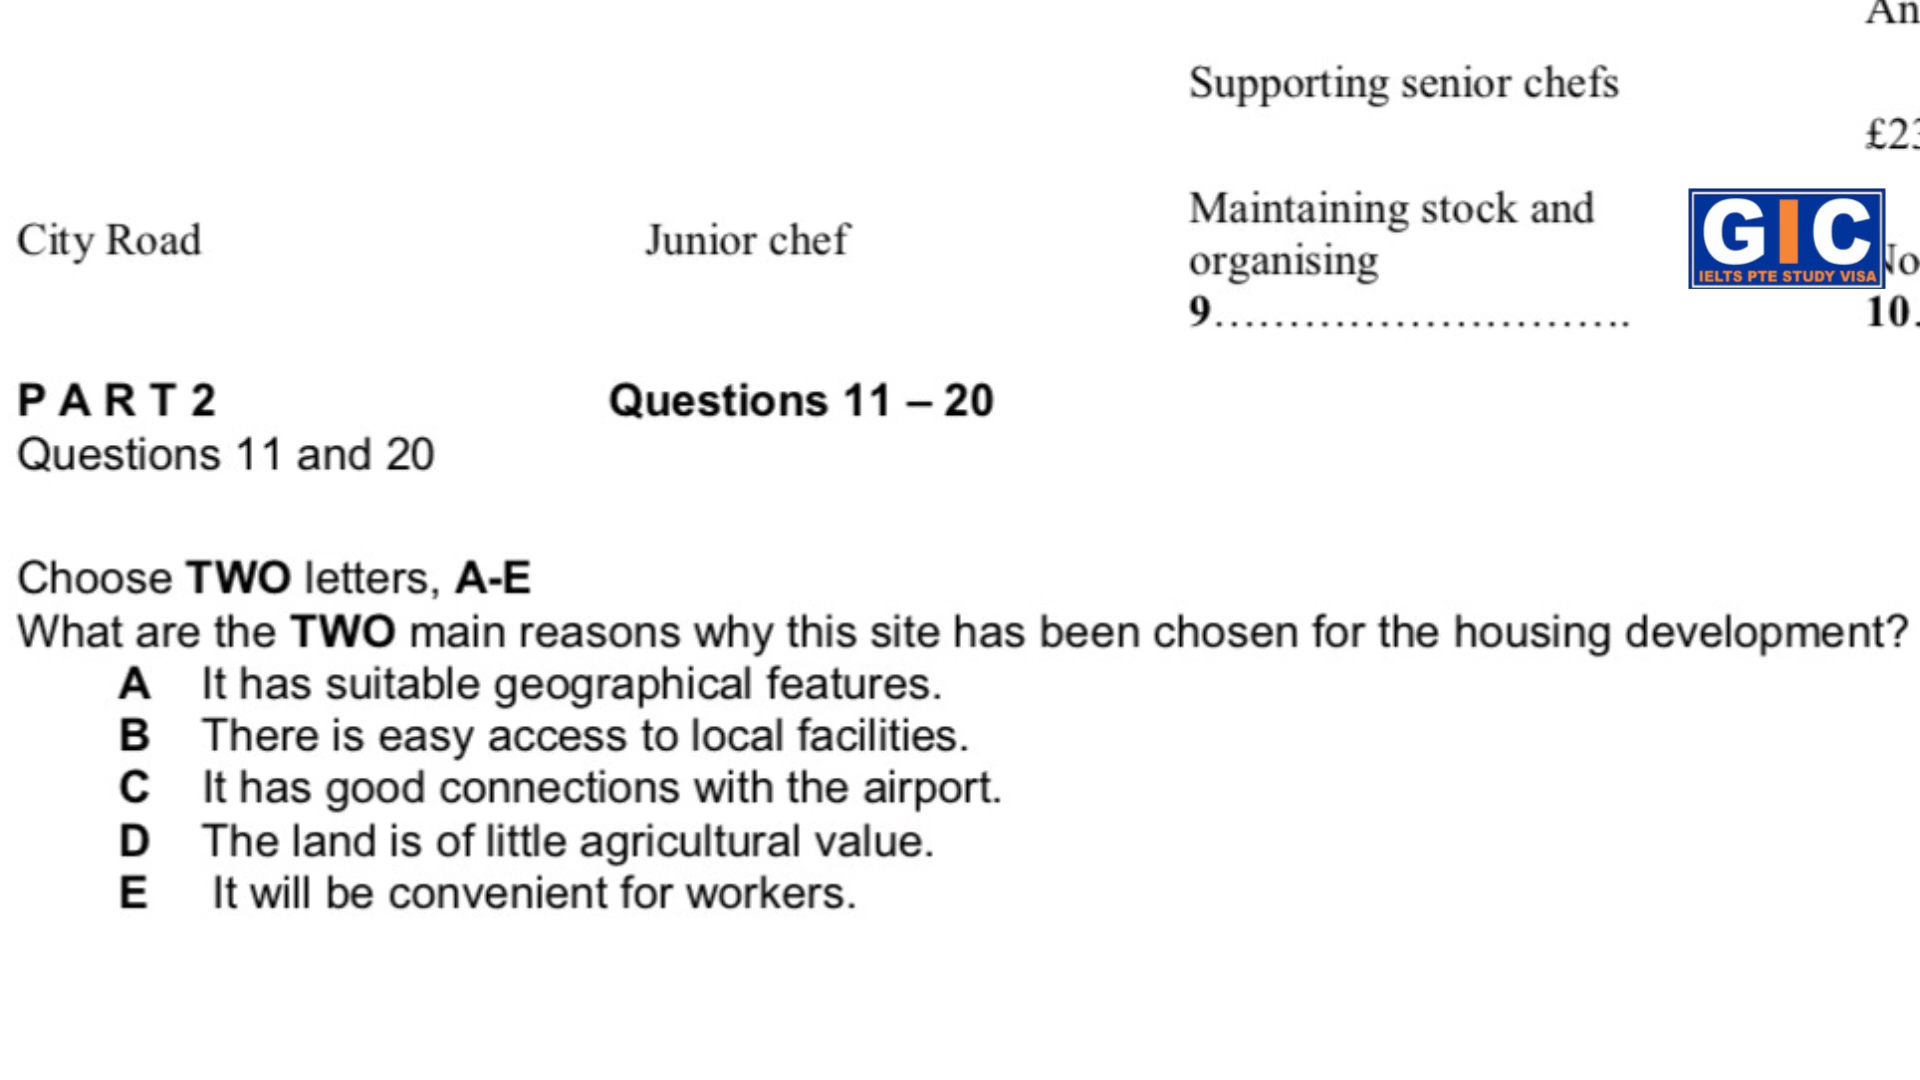 An
Supporting senior chefs
£23
City Road
Junior chef
Maintaining stock and
organising
9………………………….
GIC
IELTS PTE STUDY VISA
No
10.
PART2
Questions 11 – 20
Questions 11 and 20
Choose TWO letters, A-E
What are the TWO main reasons why this site has been chosen for the housing development?
A It has suitable geographical features.
B There is easy access to local facilities.
C It has good connections with the airport.
D The land is of little agricultural value.
E It will be convenient for workers.